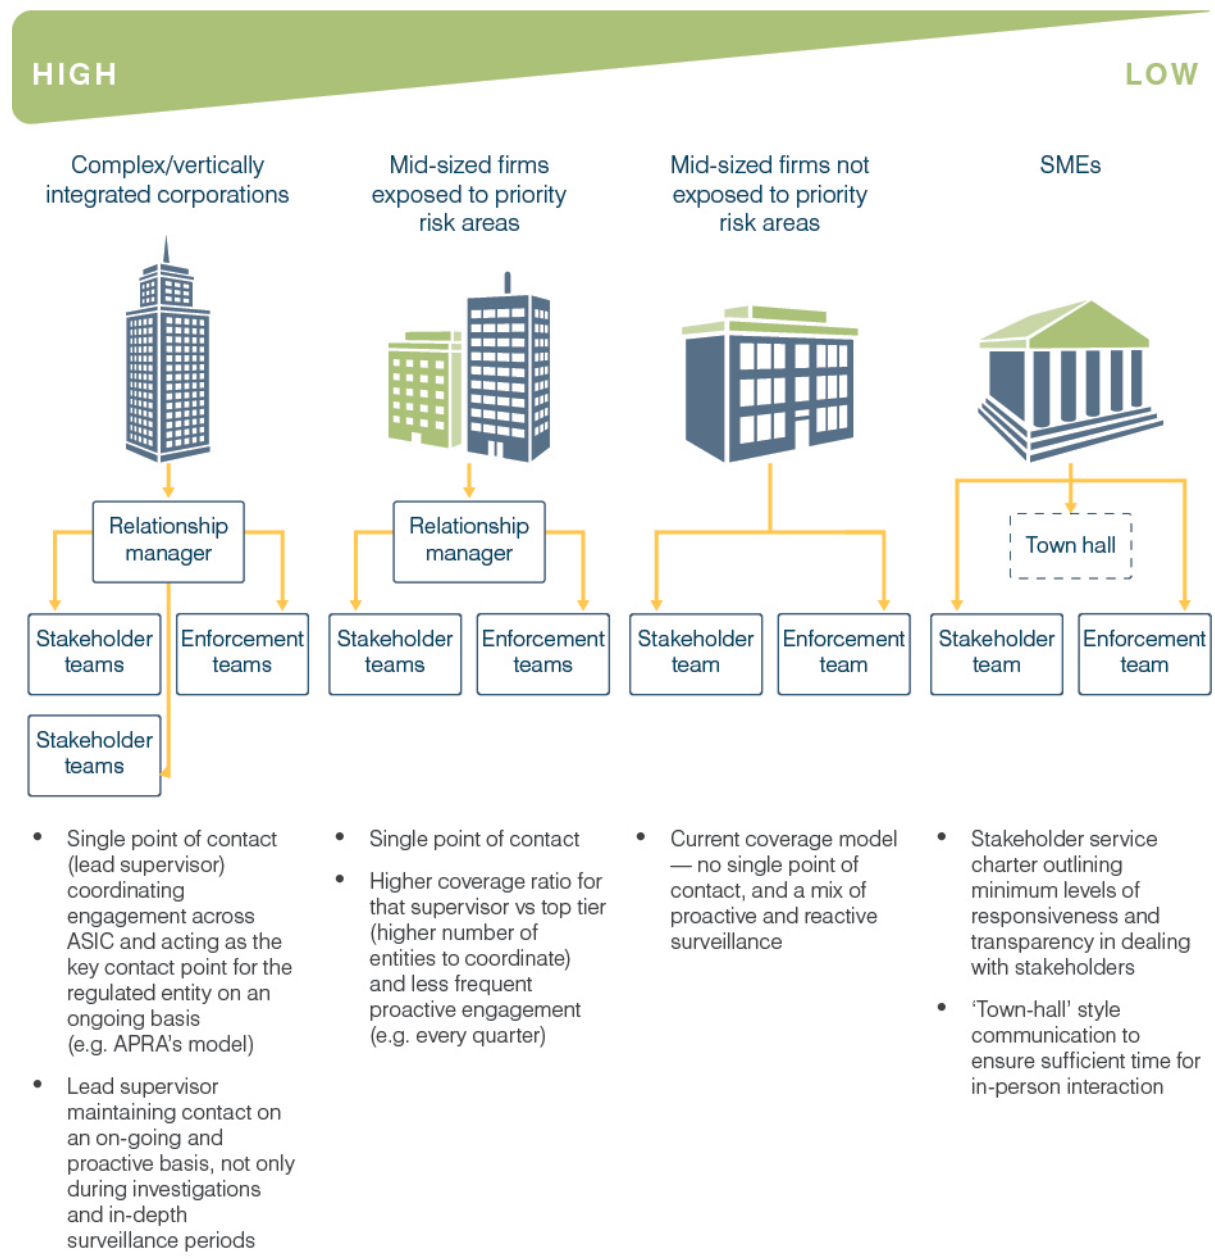 HIGH
LOW
Complex/vertically
integrated corporations
Mid-sized firms
exposed to priority
risk areas
Mid-sized firms not
exposed to priority
risk areas
SMEs
Relationship
manager
Stakeholder
teams
Enforcement
teams
Stakeholder
teams
Relationship
manager
Stakeholder
teams
Enforcement
teams
Stakeholder
team
Enforcement
team
Town hall
Stakeholder
team
Enforcement
team
• Single point of contact
(lead supervisor)
coordinating
engagement across
ASIC and acting as the
key contact point for the
regulated entity on an
ongoing basis
(e.g. APRA's model)
• Lead supervisor
maintaining contact on
an on-going and
proactive basis, not only
during investigations
and in-depth
surveillance periods
• Single point of contact
• Higher coverage ratio for
that supervisor vs top tier
(higher number of
entities to coordinate)
and less frequent
proactive engagement
(e.g. every quarter)
• Current coverage model
— no single point of
contact, and a mix of
proactive and reactive
surveillance
• Stakeholder service
charter outlining
minimum levels of
responsiveness and
transparency in dealing
with stakeholders
• 'Town-hall' style
communication to
ensure sufficient time for
in-person interaction